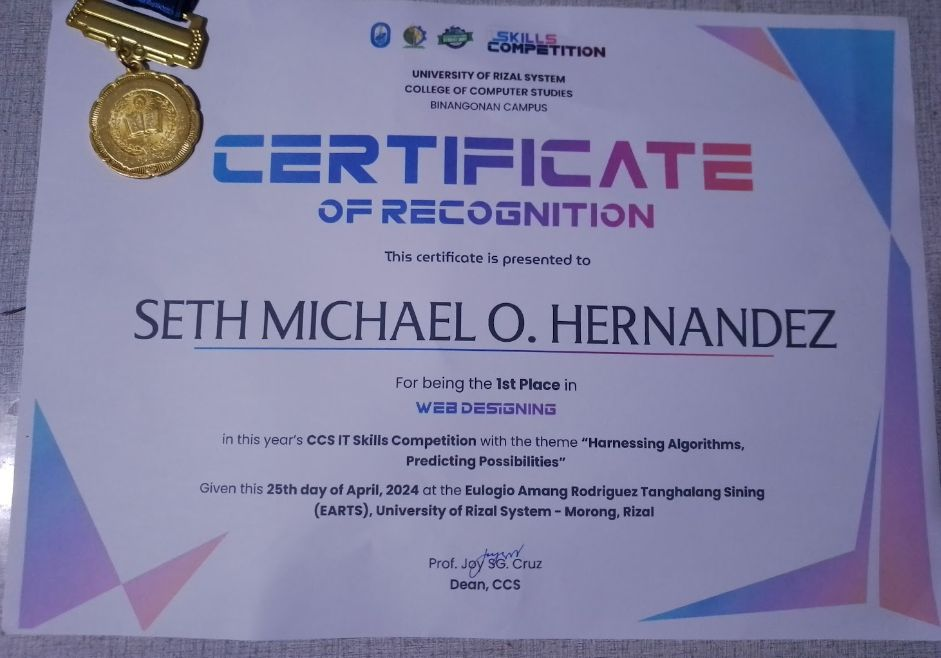 SKILLS
COMPETITION
UNIVERSITY OF RIZAL SYSTEM
COLLEGE OF COMPUTER STUDIES
BINANGONAN CAMPUS
CERTIFICATE
OF RECOGNITION
This certificate is presented to
SETH MICHAEL O. HERNANDEZ
For being the 1st Place in
WEB DESIGNING
in this year's CCS IT Skills Competition with the theme “Harnessing Algorithms,
Predicting Possibilities”
Given this 25th day of April, 2024 at the Eulogio Amang Rodriguez Tanghalang Sining
(EARTS), University of Rizal System - Morong, Rizal
Prof. Joy SG. Cruz
Dean, CCS